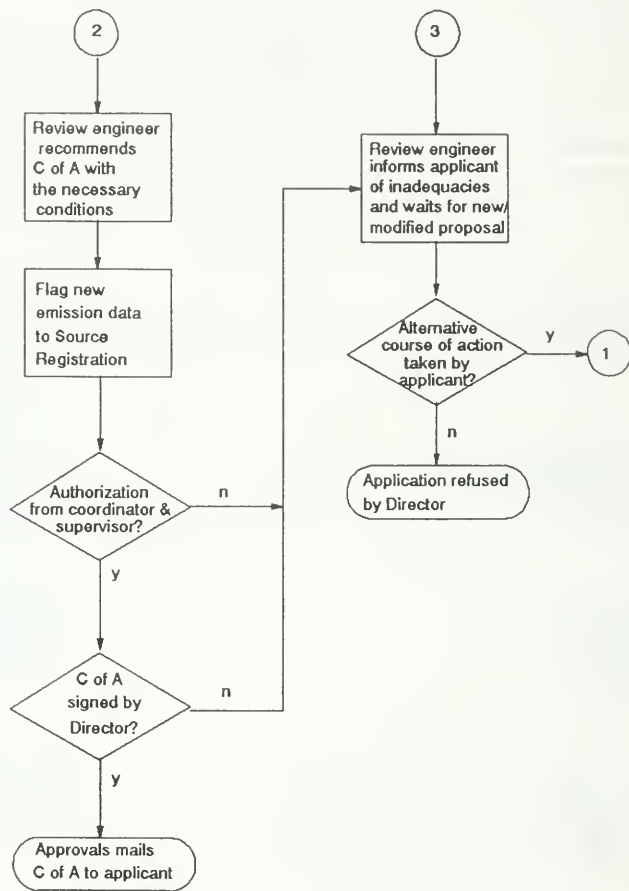 2
Review engineer
recommends
C of A with
the necessary
conditions
Flag new
emission data
to Source
Registration
Authorization
from coordinator &
supervisor?
n
y
C of A
signed by
Director?
n
y
Approvals mails
C of A to applicant
3
Review engineer
informs applicant
of inadequacies
and waits for new/
modified proposal
Alternative
course of action
taken by
applicant?
y
1
n
Application refused
by Director